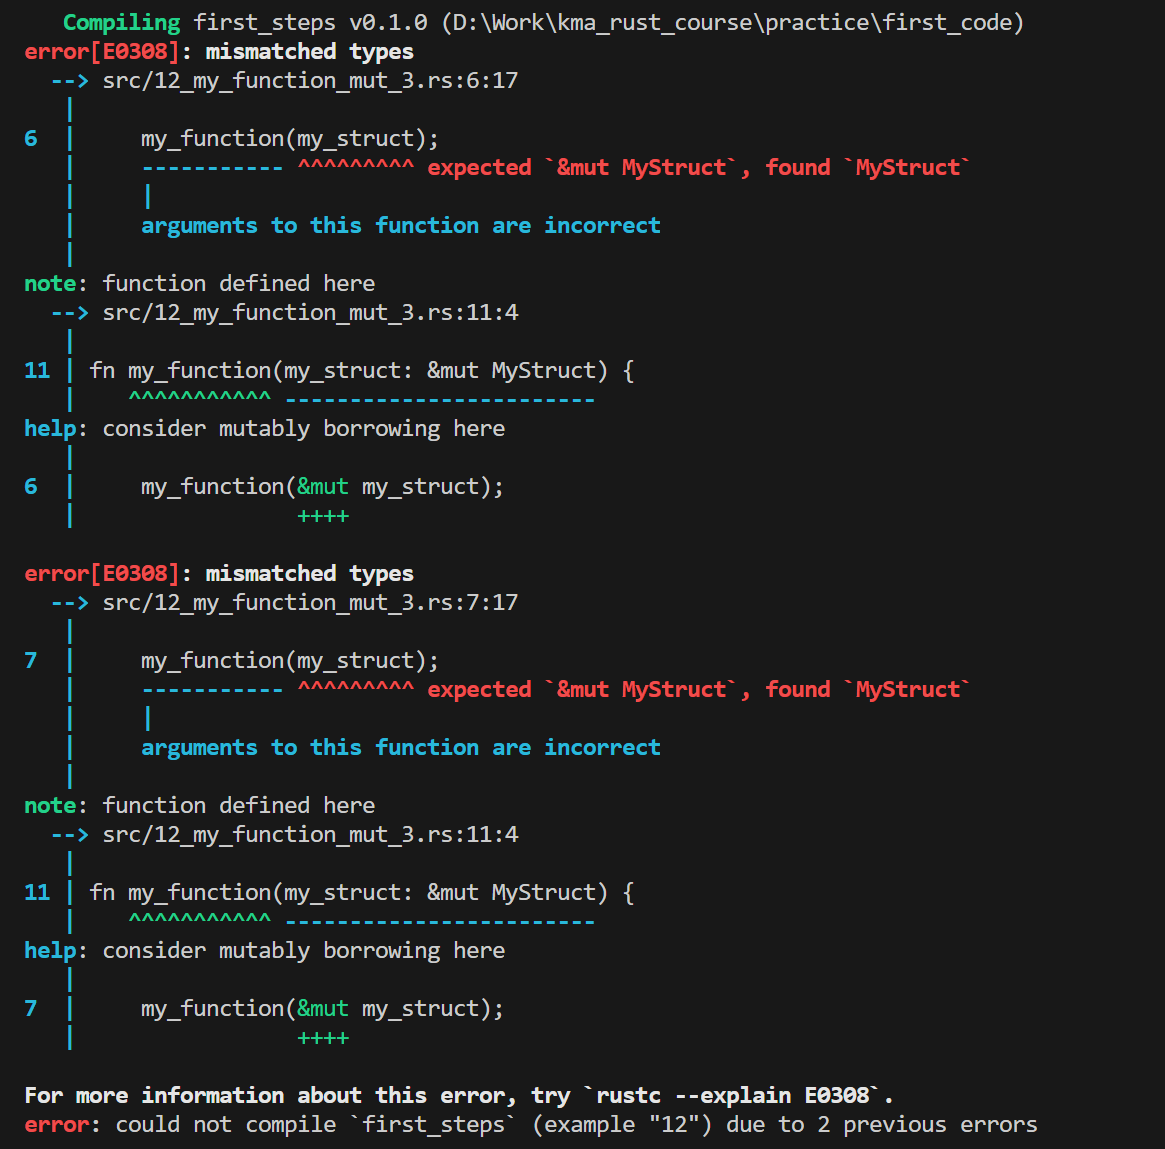 Compiling first_steps v0.1.0 (D:\Work\kma_rust_course\practice\first_code)
error[E0308]: mismatched types
  --> src/12_my_function_mut_3.rs:6:17
   |
6  |     my_function(my_struct);
   |     ----------- ^^^^^^^^^ expected `&mut MyStruct`, found `MyStruct`
   |     |
   |     arguments to this function are incorrect
   |
note: function defined here
  --> src/12_my_function_mut_3.rs:11:4
   |
11 | fn my_function(my_struct: &mut MyStruct) {
   |    ^^^^^^^^^^^ ------------------------
help: consider mutably borrowing here
   |
6  |     my_function(&mut my_struct);
   |                 ++++

error[E0308]: mismatched types
  --> src/12_my_function_mut_3.rs:7:17
   |
7  |     my_function(my_struct);
   |     ----------- ^^^^^^^^^ expected `&mut MyStruct`, found `MyStruct`
   |     |
   |     arguments to this function are incorrect
   |
note: function defined here
  --> src/12_my_function_mut_3.rs:11:4
   |
11 | fn my_function(my_struct: &mut MyStruct) {
   |    ^^^^^^^^^^^ ------------------------
help: consider mutably borrowing here
   |
7  |     my_function(&mut my_struct);
   |                 ++++

For more information about this error, try `rustc --explain E0308`.
error: could not compile `first_steps` (example "12") due to 2 previous errors